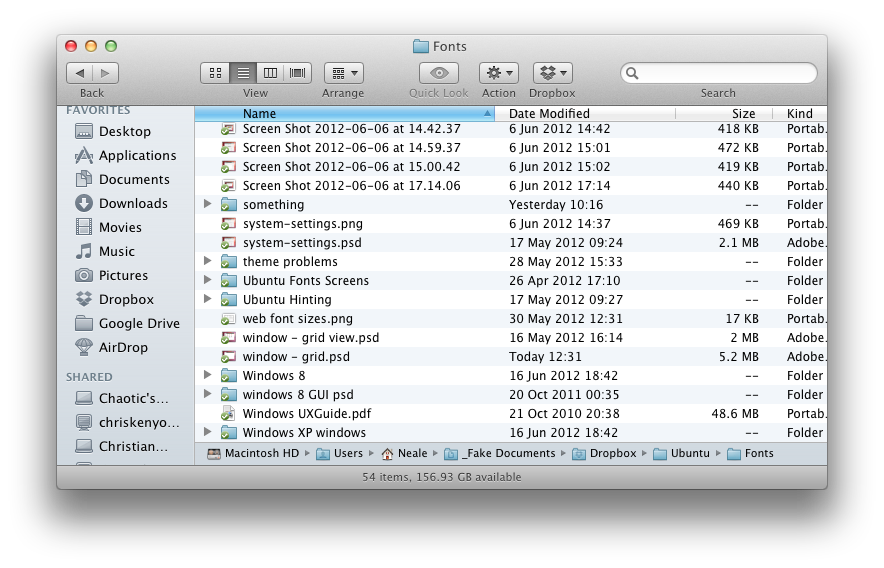 Fonts
Back
View
Arrange
Quick Look
Action
Dropbox
Search
FAVORITES
Desktop
Applications
Documents
Downloads
Movies
Music
Pictures
Dropbox
Google Drive
AirDrop
SHARED
Chaotic's...
chriskenyo...
Christian...
Name Date Modified Size Kind
Screen Shot 2012-06-06 at 14.42.37 6 Jun 2012 14:42 418 KB Portab.
Screen Shot 2012-06-06 at 14.59.37 6 Jun 2012 15:01 472 KB Portab.
Screen Shot 2012-06-06 at 15.00.42 6 Jun 2012 15:02 419 KB Portab.
Screen Shot 2012-06-06 at 17.14.06 6 Jun 2012 17:14 440 KB Portab.
something Yesterday 10:16 -- Folder
system-settings.png 6 Jun 2012 14:37 469 KB Portab.
system-settings.psd 17 May 2012 09:24 2.1 MB Adobe.
theme problems 28 May 2012 15:33 -- Folder
Ubuntu Fonts Screens 26 Apr 2012 17:10 -- Folder
Ubuntu Hinting 17 May 2012 09:27 -- Folder
web font sizes.png 30 May 2012 12:31 17 KB Portab.
window - grid view.psd 16 May 2012 16:14 2 MB Adobe.
window - grid.psd Today 12:31 5.2 MB Adobe.
Windows 8 16 Jun 2012 18:42 -- Folder
windows 8 GUI psd 20 Oct 2011 00:35 -- Folder
Windows UXGuide.pdf 21 Oct 2010 20:38 48.6 MB Portab.
Windows XP windows 16 Jun 2012 18:42 -- Folder
Macintosh HD Users Neale _Fake Documents Dropbox Ubuntu Fonts
54 items, 156.93 GB available